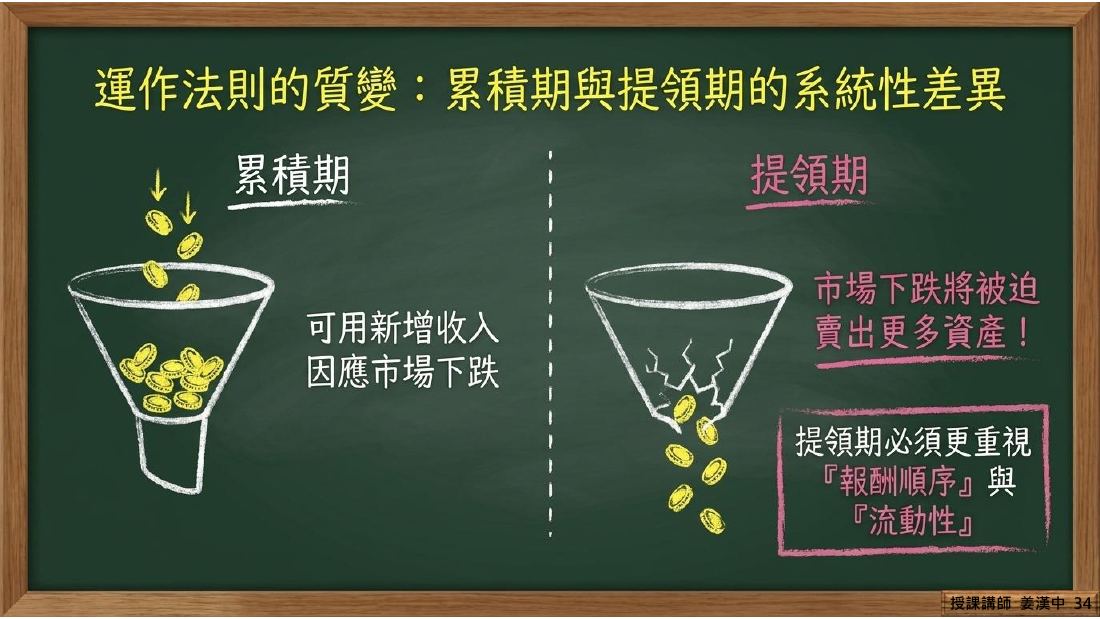 運作法則的質變：累積期與提領期的系統性差異
累積期
可用新增收入
因應市場下跌
提領期
市場下跌將被迫
賣出更多資產！
提領期必須更重視
『報酬順序』與
『流動性』
授課講師 姜漢中 34